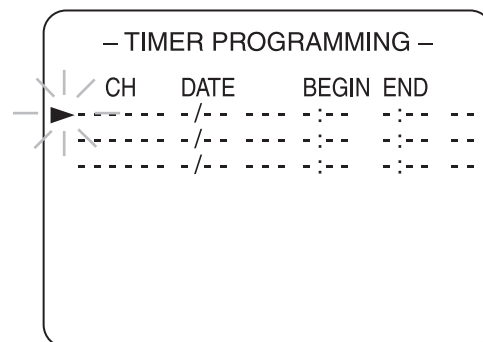 – TIMER PROGRAMMING –
CH DATE BEGIN END
►- - - - - - -/- - - - - -:- - -:- - - -
- - - - - - -/- - - - - -:- - -:- - - -
- - - - - - -/- - - - - -:- - -:- - - -